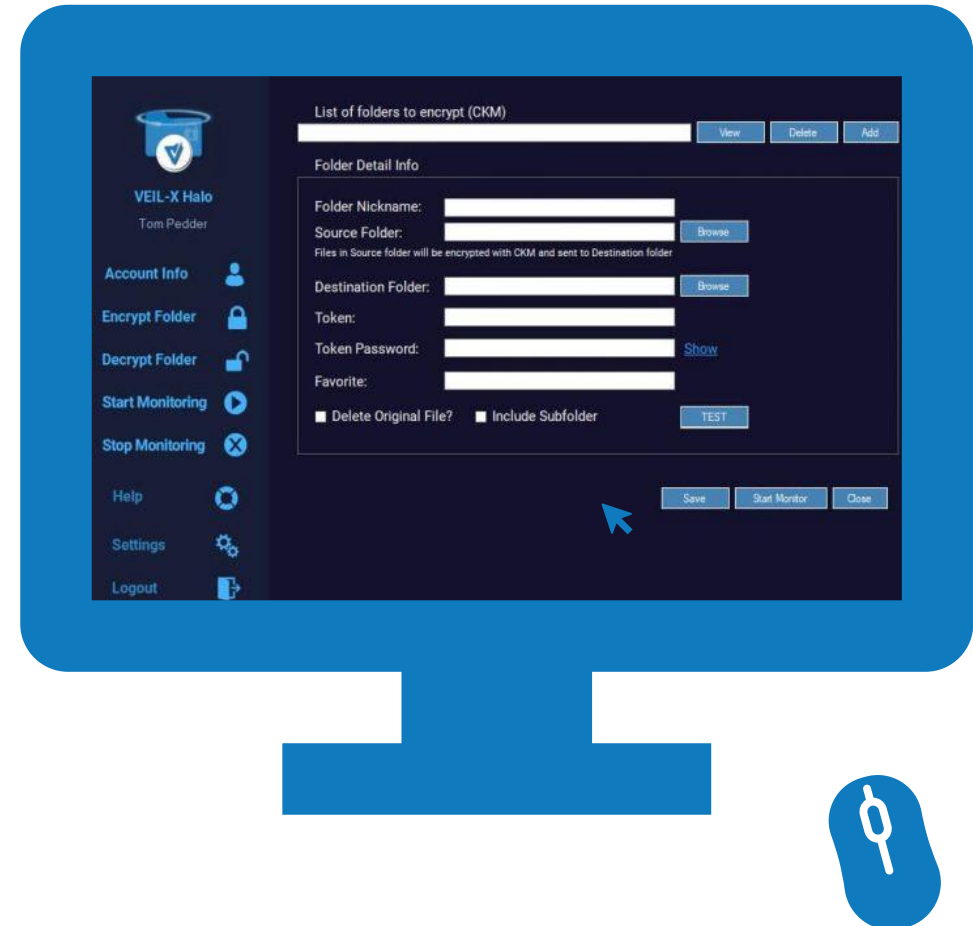 VEIL-X Halo
Tom Pedder
Account Info
Encrypt Folder
Decrypt Folder
Start Monitoring
Stop Monitoring
Help
Settings
Logout
List of folders to encrypt (CKM)
View Delete Add
Folder Detail Info
Folder Nickname:
Source Folder: Browse
Files in Source folder will be encrypted with CKM and sent to Destination folder
Destination Folder: Browse
Token:
Token Password: Show
Favorite:
Delete Original File? Include Subfolder TEST
Save Start Monitor Close